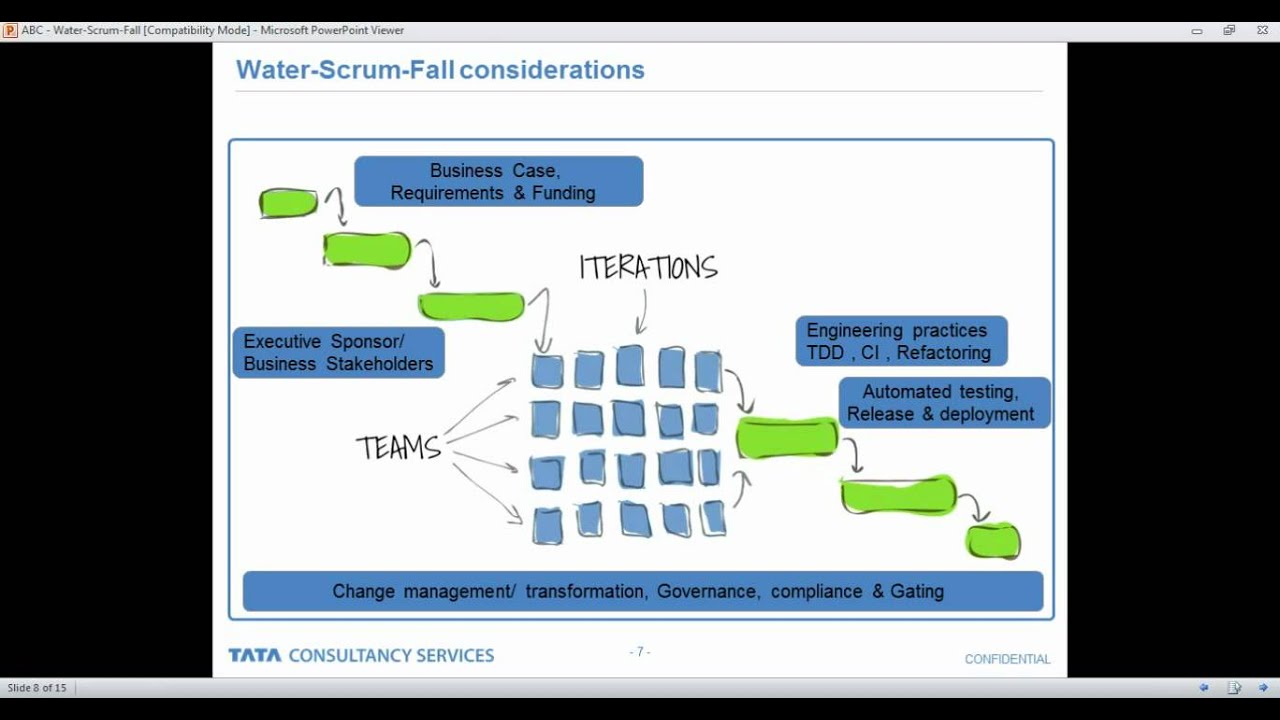 ABC - Water-Scrum-Fall [Compatibility Mode] - Microsoft PowerPoint Viewer
Water-Scrum-Fall considerations
Business Case,
Requirements & Funding
ITERATIONS
Executive Sponsor/
Business Stakeholders
Engineering practices
TDD , CI , Refactoring
Automated testing,
Release & deployment
TEAMS
Change management/ transformation, Governance, compliance & Gating
TATA CONSULTANCY SERVICES
- 7 -
CONFIDENTIAL
Slide 8 of 15